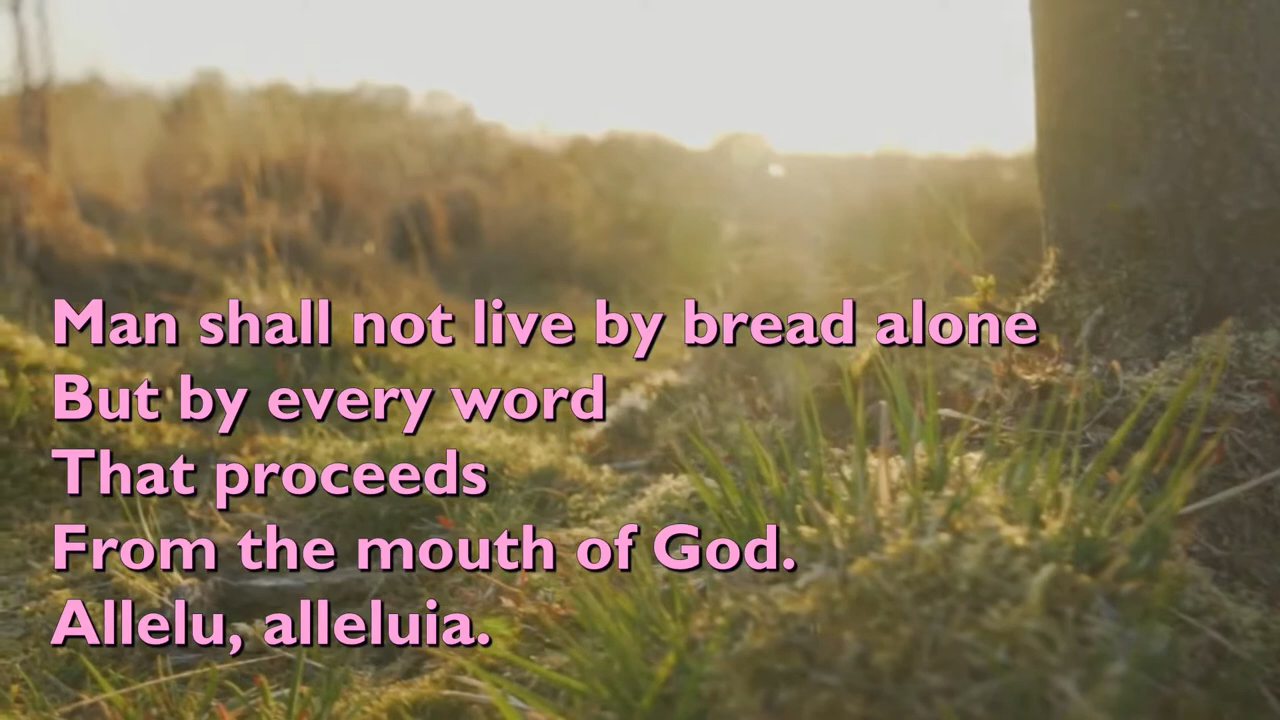 Man shall not live by bread alone
But by every word
That proceeds
From the mouth of God.
Allelu, alleluia.